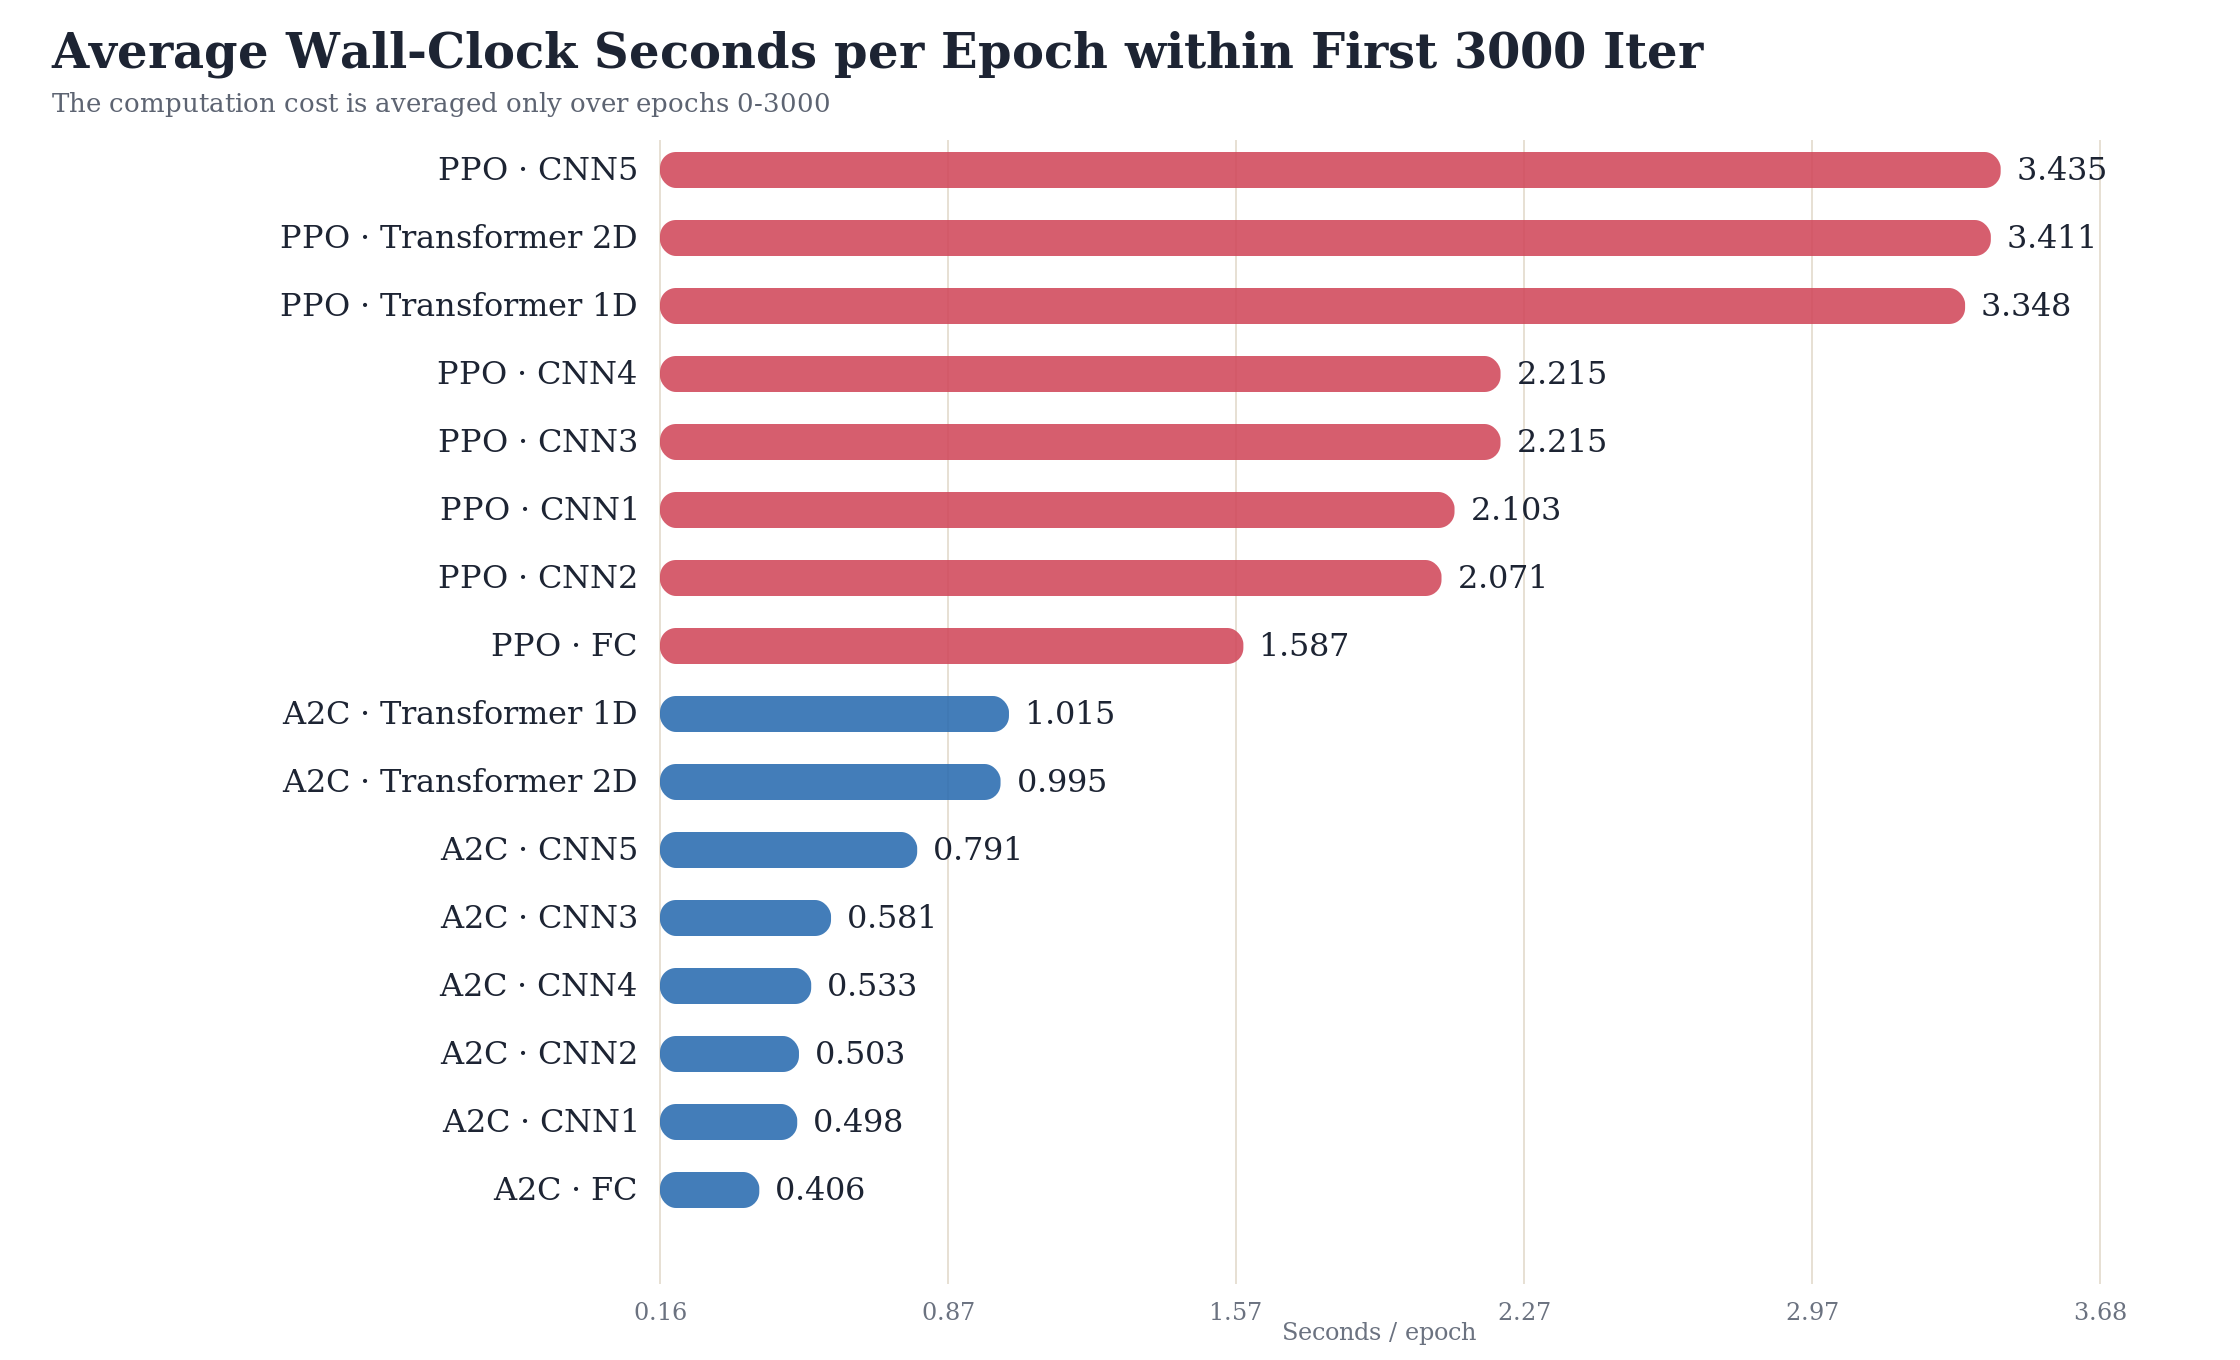 Average Wall-Clock Seconds per Epoch within First 3000 Iter
The computation cost is averaged only over epochs 0-3000
PPO · CNN5 3.435
PPO · Transformer 2D 3.411
PPO · Transformer 1D 3.348
PPO · CNN4 2.215
PPO · CNN3 2.215
PPO · CNN1 2.103
PPO · CNN2 2.071
PPO · FC 1.587
A2C · Transformer 1D 1.015
A2C · Transformer 2D 0.995
A2C · CNN5 0.791
A2C · CNN3 0.581
A2C · CNN4 0.533
A2C · CNN2 0.503
A2C · CNN1 0.498
A2C · FC 0.406
0.16 0.87 1.57 2.27 2.97 3.68
Seconds / epoch